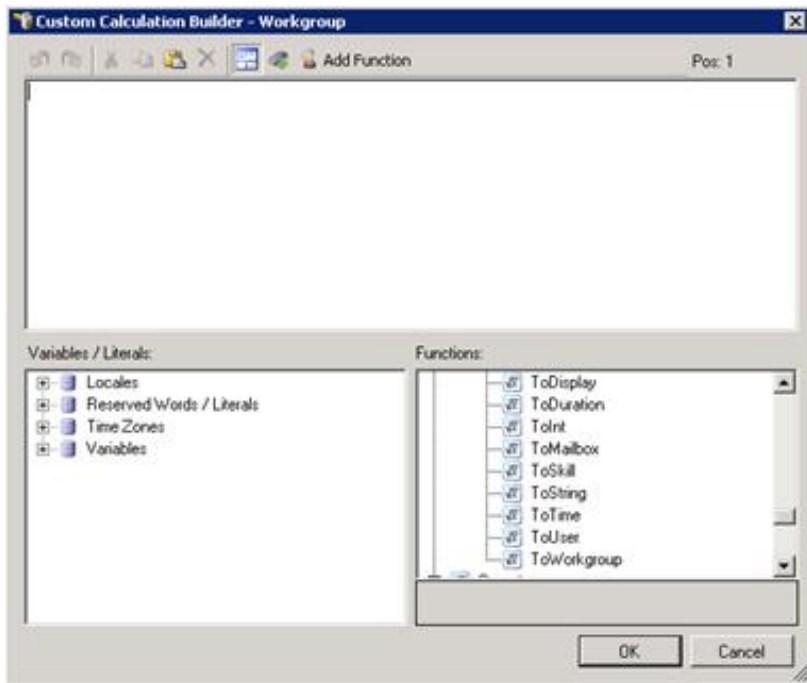 Custom Calculation Builder - Workgroup
Add Function
Pos: 1
Variables / Literals:
Locales
Reserved Words / Literals
Time Zones
Variables
Functions:
ToDisplay
ToDuration
ToInt
ToMailbox
ToSkill
ToString
ToTime
ToUser
ToWorkgroup
OK
Cancel